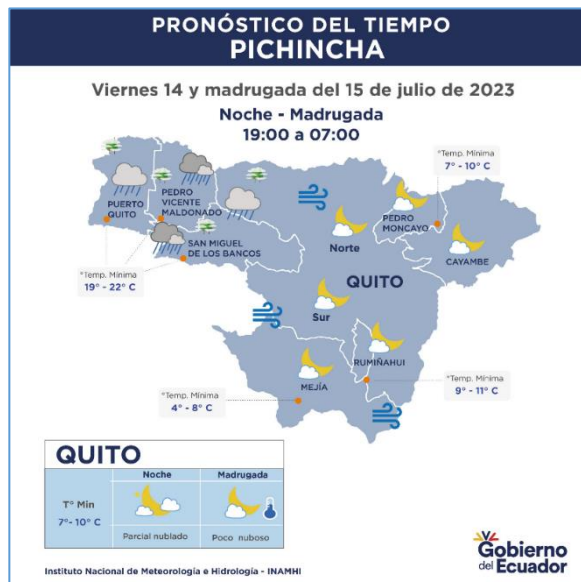 PRONÓSTICO DEL TIEMPO
PICHINCHA
Viernes 14 y madrugada del 15 de julio de 2023
Noche - Madrugada
19:00 a 07:00
*Temp. Mínima
7° - 10° C
PUERTO
QUITO
PEDRO
VICENTE
MALDONADO
PEDRO
MONCAYO
Norte
SAN MIGUEL
DE LOS BANCOS
CAYAMBE
*Temp. Mínima
19° - 22° C
QUITO
Sur
RUMIÑAHUI
MEJÍA
*Temp. Mínima
4° - 8° C
*Temp. Mínima
9° - 11° C
QUITO
Noche
Madrugada
T° Min
7°- 10° C
Parcial nublado
Poco nuboso
Instituto Nacional de Meteorología e Hidrología - INAMHI
Gobierno
del Ecuador